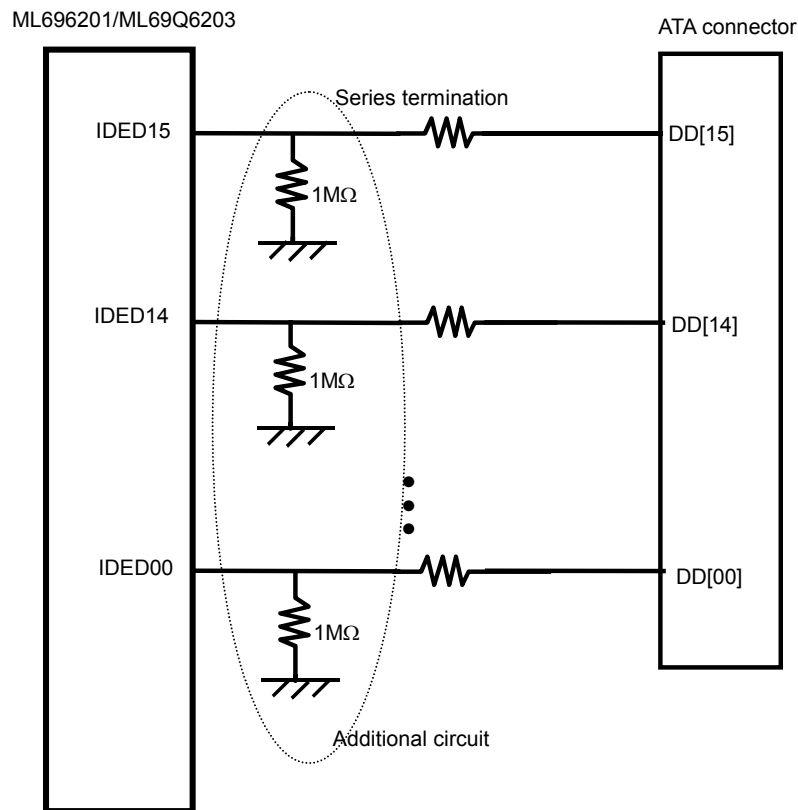 ML696201/ML69Q6203
ATA connector
Series termination
IDED15
DD[15]
1MΩ
IDED14
DD[14]
1MΩ
IDED00
DD[00]
1MΩ
Additional circuit